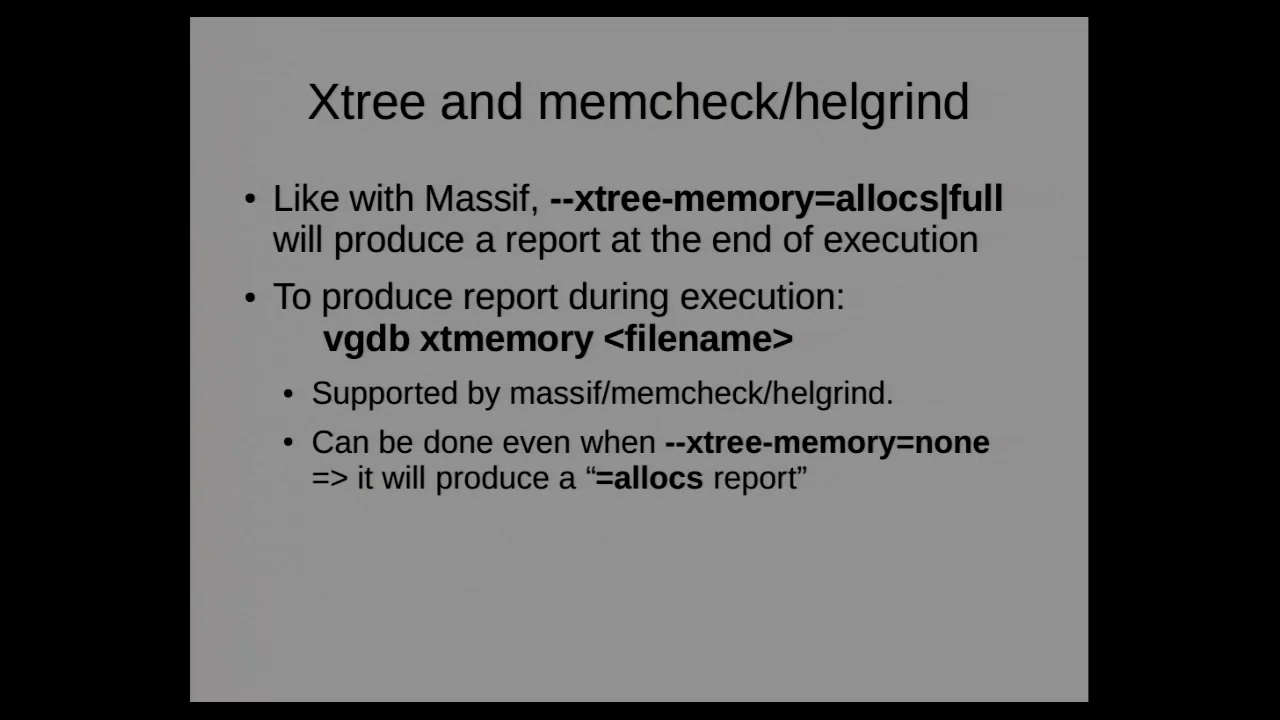 Xtree and memcheck/helgrind
• Like with Massif, --xtree-memory=allocs|full
will produce a report at the end of execution
• To produce report during execution:
vgdb xtmemory <filename>
• Supported by massif/memcheck/helgrind.
• Can be done even when --xtree-memory=none
=> it will produce a “=allocs report”